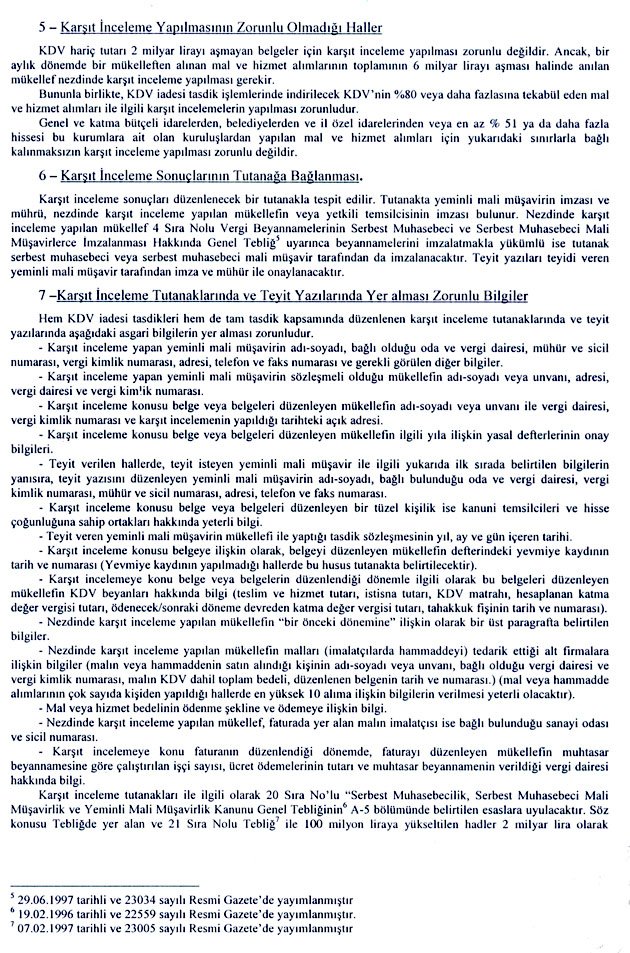 5 – Karşıt İnceleme Yapılmasının Zorunlu Olmadığı Haller
KDV hariç tutarı 2 milyar lirayı aşmayan belgeler için karşıt inceleme yapılması zorunlu değildir. Ancak, bir
aylık dönemde bir mükelleften alınan mal ve hizmet alımlarının toplamının 6 milyar lirayı aşması halinde anılan
mükellef nezdinde karşıt inceleme yapılması gerekir.
Bununla birlikte, KDV iadesi tasdik işlemlerinde indirilecek KDV'nin %80 veya daha fazlasına tekabül eden mal
ve hizmet alımları ile ilgili karşıt incelemelerin yapılması zorunludur.
Genel ve katma bütçeli idarelerden, belediyelerden ve il özel idarelerinden veya en az % 51 ya da daha fazla
hissesi bu kurumlara ait olan kuruluşlardan yapılan mal ve hizmet alımları için yukarıdaki sınırlarla bağlı
kalınmaksızın karşıt inceleme yapılması zorunlu değildir.
6 – Karşıt İnceleme Sonuçlarının Tutanağa Bağlanması.
Karşıt inceleme sonuçları düzenlenecek bir tutanakla tespit edilir. Tutanakta yeminli mali müşavirin imzası ve
mührü, nezdinde karşıt inceleme yapılan mükellefin veya yetkili temsilcisinin imzası bulunur. Nezdinde karşıt
inceleme yapılan mükellef 4 Sıra Nolu Vergi Beyannamelerinin Serbest Muhasebeci ve Serbest Muhasebeci Mali
Müşavirlerce İmzalanması Hakkında Genel Tebliğ⁵ uyarınca beyannamelerini imzalatmakla yükümlü ise tutanak
serbest muhasebeci veya serbest muhasebeci mali müşavir tarafından da imzalanacaktır. Teyit yazıları teyidi veren
yeminli mali müşavir tarafından imza ve mühür ile onaylanacaktır.
7 –Karşıt İnceleme Tutanaklarında ve Teyit Yazılarında Yer alması Zorunlu Bilgiler
Hem KDV iadesi tasdikleri hem de tam tasdik kapsamında düzenlenen karşıt inceleme tutanaklarında ve teyit
yazılarında aşağıdaki asgari bilgilerin yer alması zorunludur.
- Karşıt inceleme yapan yeminli mali müşavirin adı-soyadı, bağlı olduğu oda ve vergi dairesi, mühür ve sicil
numarası, vergi kimlik numarası, adresi, telefon ve faks numarası ve gerekli görülen diğer bilgiler.
- Karşıt inceleme yapan yeminli mali müşavirin sözleşmeli olduğu mükellefin adı-soyadı veya unvanı, adresi,
vergi dairesi ve vergi kimlik numarası.
- Karşıt inceleme konusu belge veya belgeleri düzenleyen mükellefin adı-soyadı veya unvanı ile vergi dairesi,
vergi kimlik numarası ve karşıt incelemenin yapıldığı tarihteki açık adresi.
- Karşıt inceleme konusu belge veya belgeleri düzenleyen mükellefin ilgili yıla ilişkin yasal defterlerinin onay
bilgileri.
- Teyit verilen hallerde, teyit isteyen yeminli mali müşavir ile ilgili yukarıda ilk sırada belirtilen bilgilerin
yanısıra, teyit yazısını düzenleyen yeminli mali müşavirin adı-soyadı, bağlı bulunduğu oda ve vergi dairesi, vergi
kimlik numarası, mühür ve sicil numarası, adresi, telefon ve faks numarası.
- Karşıt inceleme konusu belge veya belgeleri düzenleyen bir tüzel kişilik ise kanuni temsilcileri ve hisse
çoğunluğuna sahip ortakları hakkında yeterli bilgi.
- Teyit veren yeminli mali müşavirin mükellefi ile yaptığı tasdik sözleşmesinin yıl, ay ve gün içeren tarihi.
- Karşıt inceleme konusu belgeye ilişkin olarak, belgeyi düzenleyen mükellefin defterindeki yevmiye kaydının
tarih ve numarası (Yevmiye kaydının yapılmadığı hallerde bu husus tutanakta belirtilecektir).
- Karşıt incelemeye konu belge veya belgelerin düzenlendiği dönemle ilgili olarak bu belgeleri düzenleyen
mükellefin KDV beyanları hakkında bilgi (teslim ve hizmet tutarı, istisna tutarı, KDV matrahı, hesaplanan katma
değer vergisi tutarı, ödenecek/sonraki döneme devreden katma değer vergisi tutarı, tahakkuk fişinin tarih ve numarası).
- Nezdinde karşıt inceleme yapılan mükellefin "bir önceki dönemine" ilişkin olarak bir üst paragrafta belirtilen
bilgiler.
- Nezdinde karşıt inceleme yapılan mükellefin malları (imalatçılarda hammaddeyi) tedarik ettiği alt firmalara
ilişkin bilgiler (malın veya hammaddenin satın alındığı kişinin adı-soyadı veya unvanı, bağlı olduğu vergi dairesi ve
vergi kimlik numarası, malın KDV dahil toplam bedeli, düzenlenen belgenin tarih ve numarası.) (mal veya hammadde
alımlarının çok sayıda kişiden yapıldığı hallerde en yüksek 10 alıma ilişkin bilgilerin verilmesi yeterli olacaktır).
- Mal veya hizmet bedelinin ödenme şekline ve ödemeye ilişkin bilgi.
- Nezdinde karşıt inceleme yapılan mükellef, faturada yer alan malın imalatçısı ise bağlı bulunduğu sanayi odası
ve sicil numarası.
- Karşıt incelemeye konu faturanın düzenlendiği dönemde, faturayı düzenleyen mükellefin muhtasar
beyannamesine göre çalıştırılan işçi sayısı, ücret ödemelerinin tutarı ve muhtasar beyannamenin verildiği vergi dairesi
hakkında bilgi.
Karşıt inceleme tutanakları ile ilgili olarak 20 Sıra No'lu "Serbest Muhasebecilik, Serbest Muhasebeci Mali
Müşavirlik ve Yeminli Mali Müşavirlik Kanunu Genel Tebliğinin⁶ A-5 bölümünde belirtilen esaslara uyulacaktır. Söz
konusu Tebliğde yer alan ve 21 Sıra Nolu Tebliğ⁷ ile 100 milyon liraya yükseltilen hadler 2 milyar lira olarak
⁵ 29.06.1997 tarihli ve 23034 sayılı Resmi Gazete'de yayımlanmıştır
⁶ 19.02.1996 tarihli ve 22559 sayılı Resmi Gazete'de yayımlanmıştır.
⁷ 07.02.1997 tarihli ve 23005 sayılı Resmi Gazete'de yayımlanmıştır